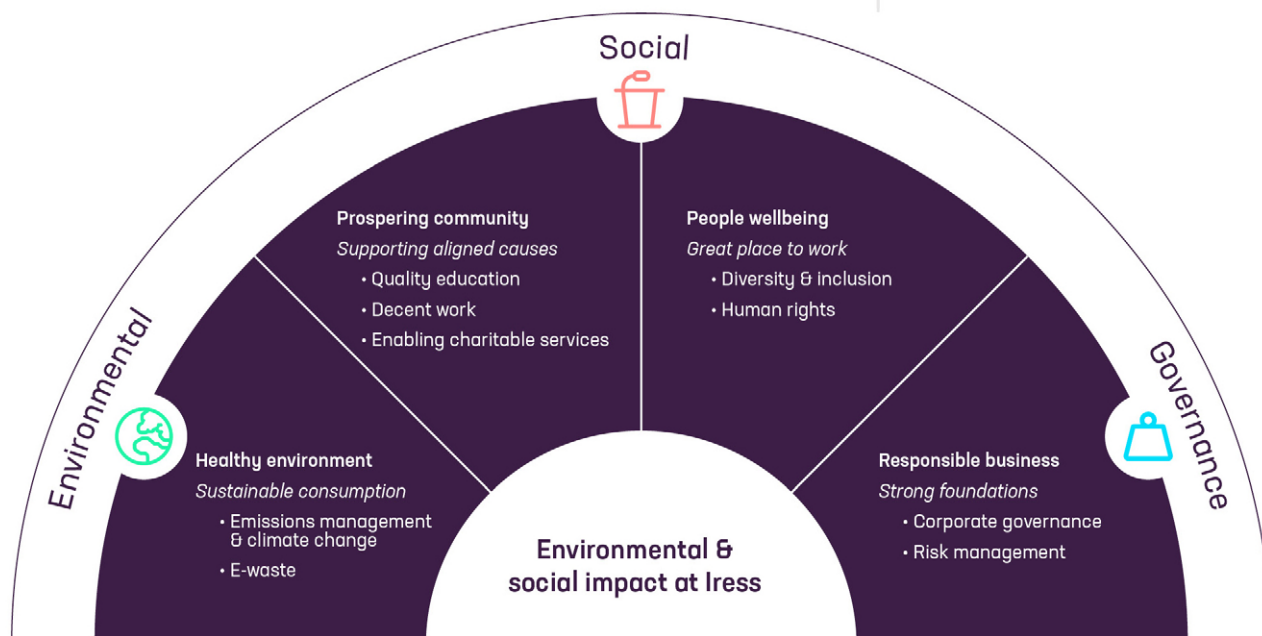 Social
Environmental
Governance
Prospering community
Supporting aligned causes
• Quality education
• Decent work
• Enabling charitable services
People wellbeing
Great place to work
• Diversity & inclusion
• Human rights
Healthy environment
Sustainable consumption
• Emissions management
& climate change
• E-waste
Responsible business
Strong foundations
• Corporate governance
• Risk management
Environmental &
social impact at Iress